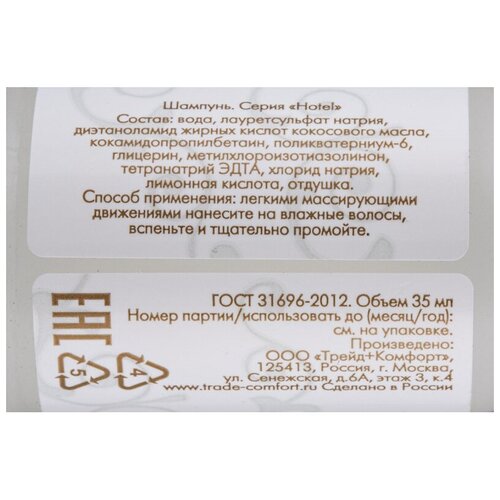 Шампунь. Серия «Hotel»
Состав: вода, лауретсульфат натрия,
диэтаноламид жирных кислот кокосового масла,
кокамидопропилбетаин, поликватерниум-6,
глицерин, метилхлороизотиазолинон,
тетранатрий ЭДТА, хлорид натрия,
лимонная кислота, отдушка.
Способ применения: легкими массирующими
движениями нанесите на влажные волосы,
вспеньте и тщательно промойте.
ГОСТ 31696-2012. Объем 35 мл
Номер партии/использовать до (месяц/год):
см. на упаковке.
Произведено:
ООО «Трейд+Комфорт»,
125413, Россия, г. Москва,
ул. Сенежская, д.6А, этаж 3, к.4
www.trade-comfort.ru Сделано в России
EAC
5
4